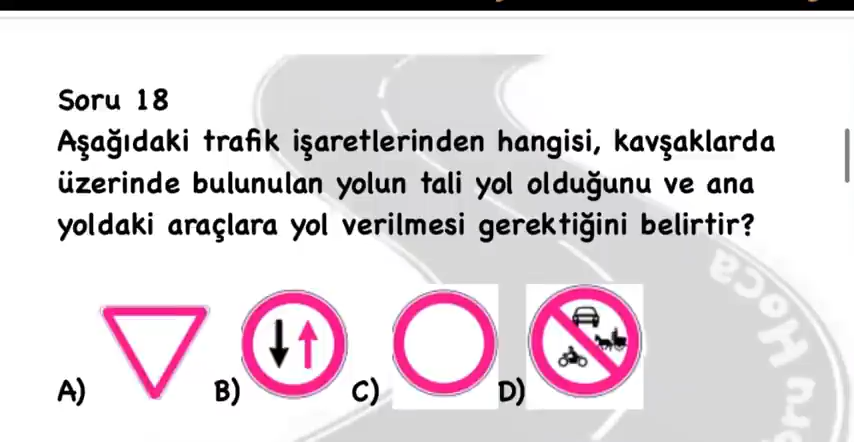 Soru 18
Aşağıdaki trafik işaretlerinden hangisi, kavşaklarda
üzerinde bulunulan yolun tali yol olduğunu ve ana
yoldaki araçlara yol verilmesi gerektiğini belirtir?
A) B) C) D)
Hoca